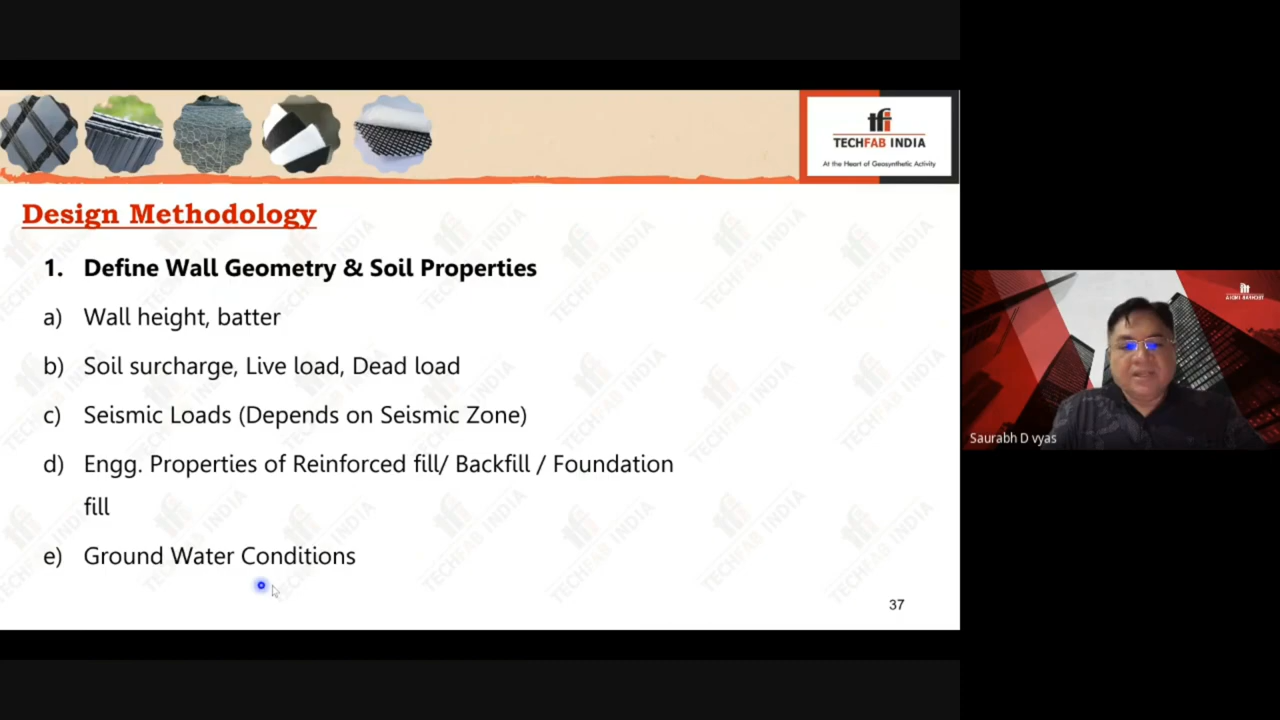 tfi
TECHFAB INDIA
At the Heart of Geosynthetic Activity
Design Methodology
1. Define Wall Geometry & Soil Properties
a) Wall height, batter
b) Soil surcharge, Live load, Dead load
c) Seismic Loads (Depends on Seismic Zone)
d) Engg. Properties of Reinforced fill/ Backfill / Foundation
fill
e) Ground Water Conditions
37
Saurabh D vyas